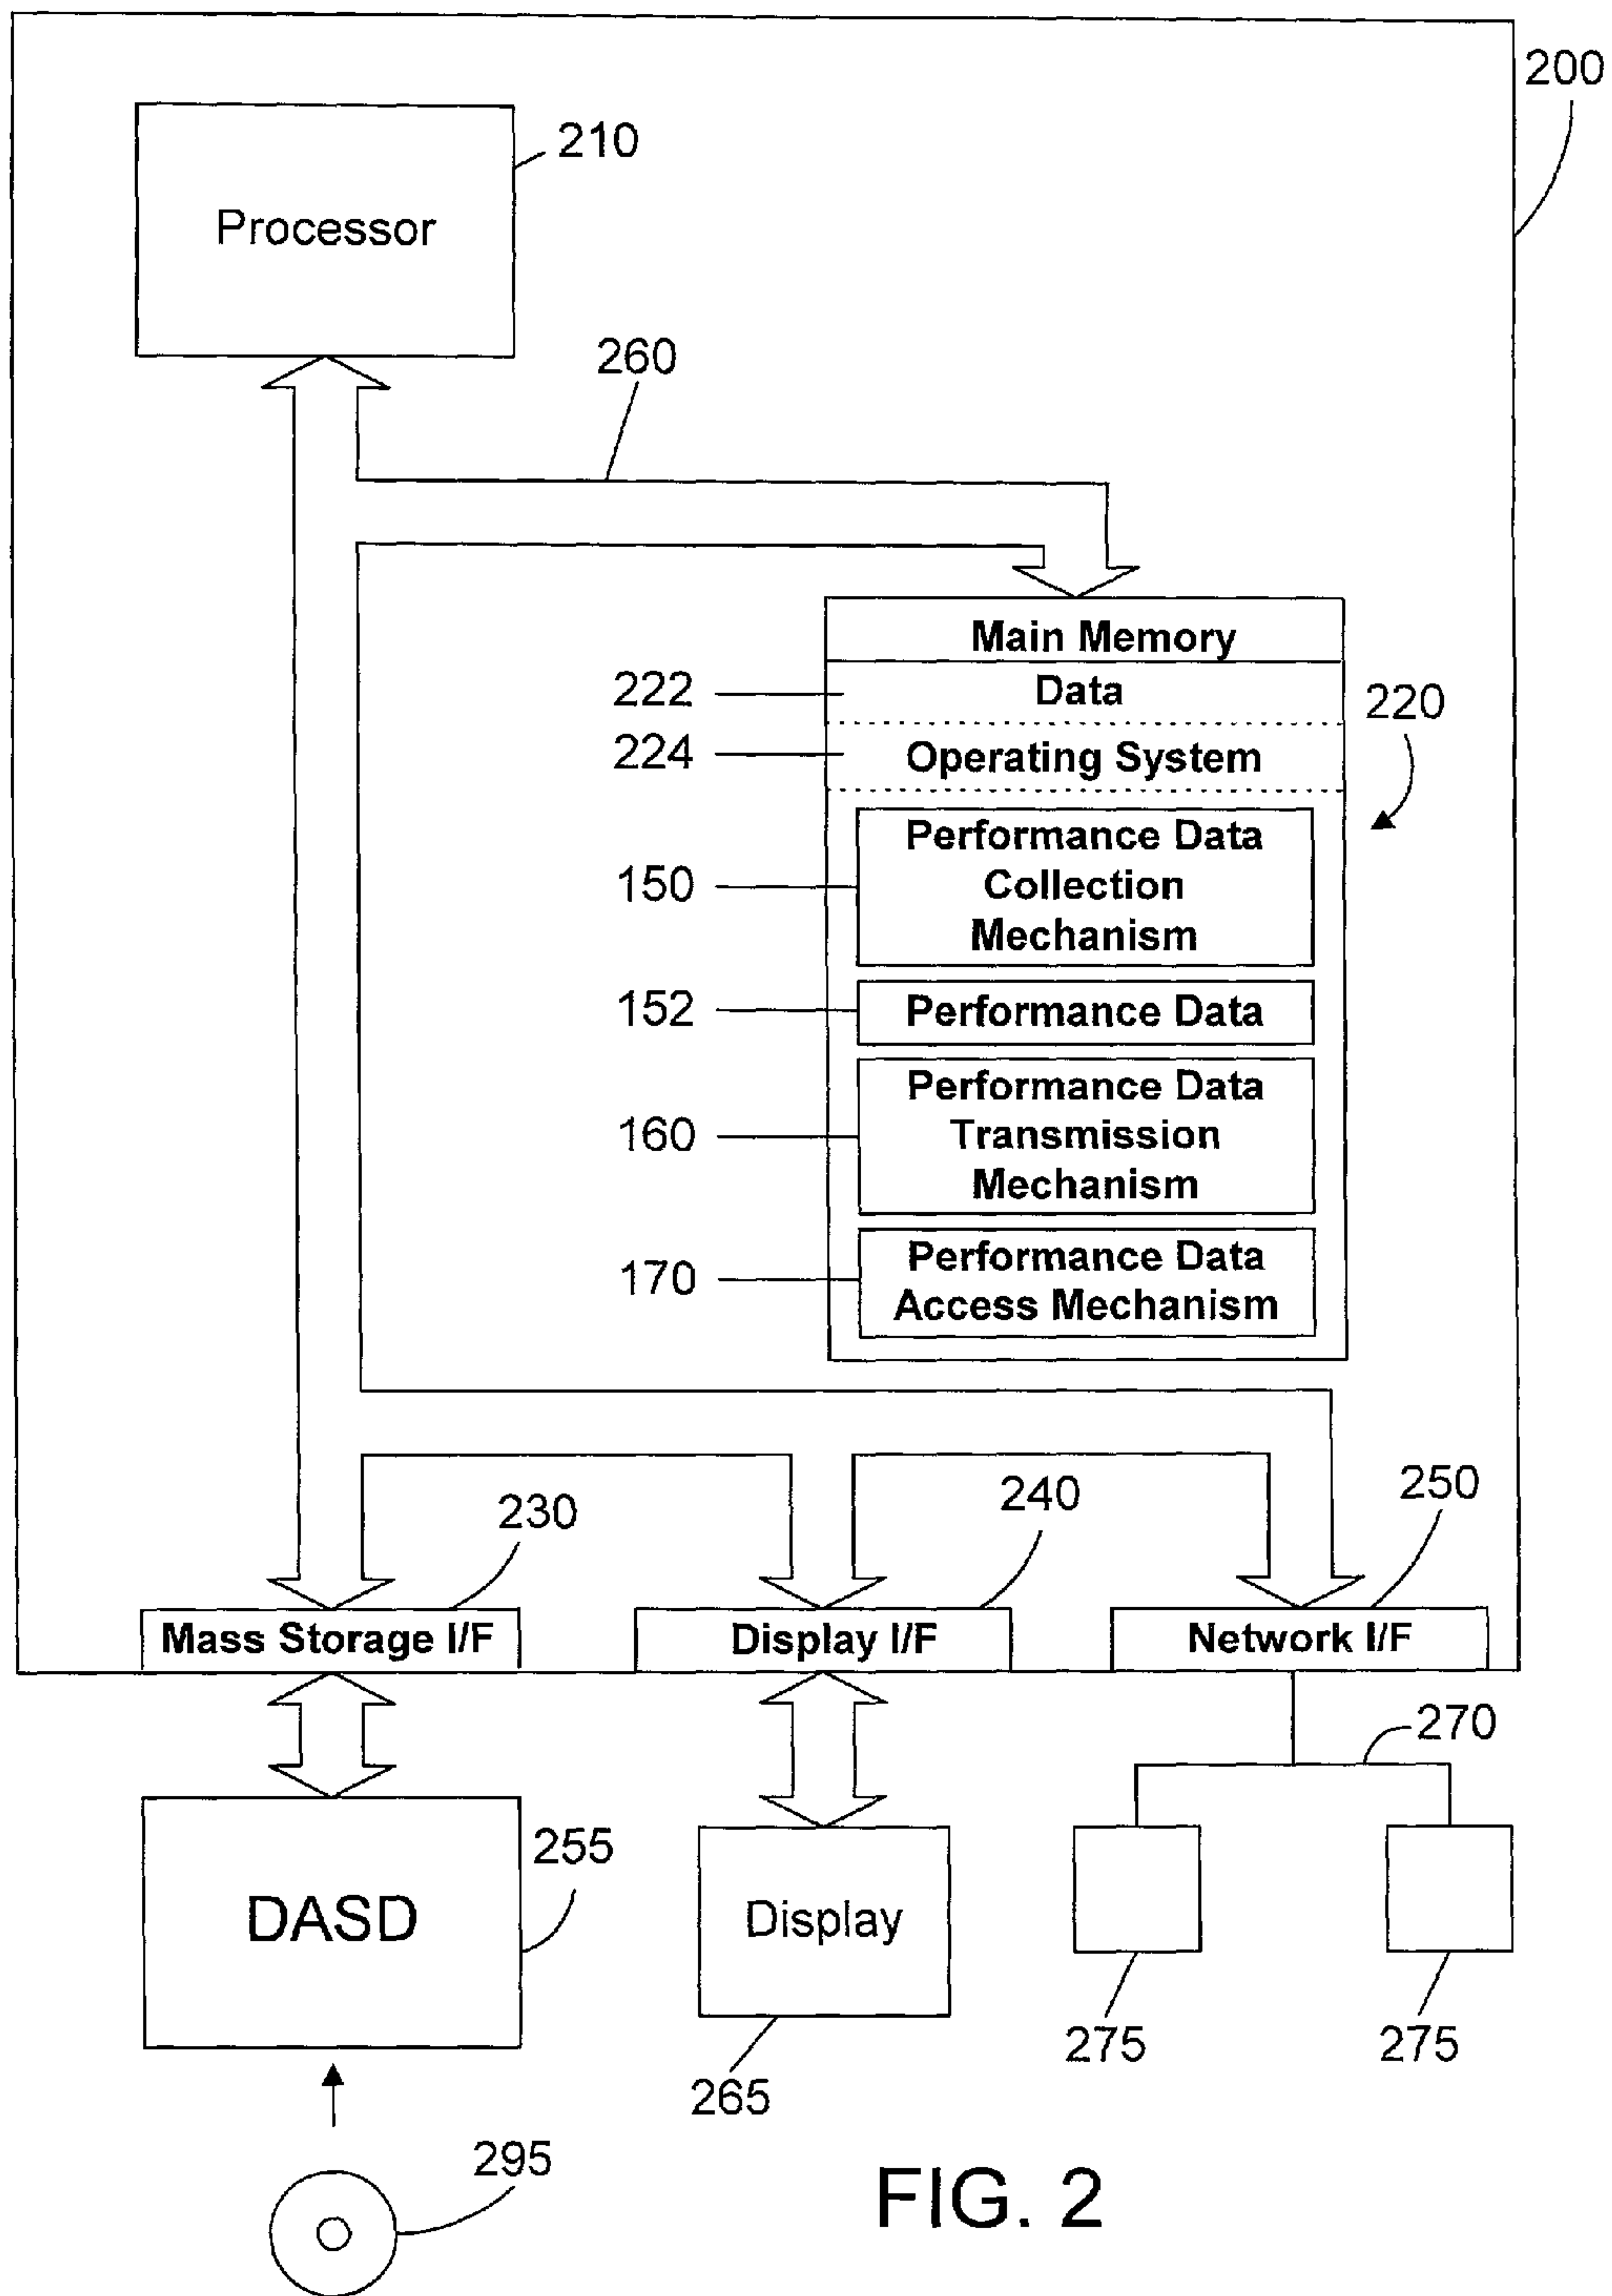 200
210
Processor
260
Main Memory
222
Data
220
224
Operating System
Performance Data
150
Collection
Mechanism
152
Performance Data
Performance Data
160
Transmission
Mechanism
170
Performance Data
Access Mechanism
230
240
250
Mass Storage I/F
Display I/F
Network I/F
270
255
DASD
Display
275
275
265
295
FIG. 2